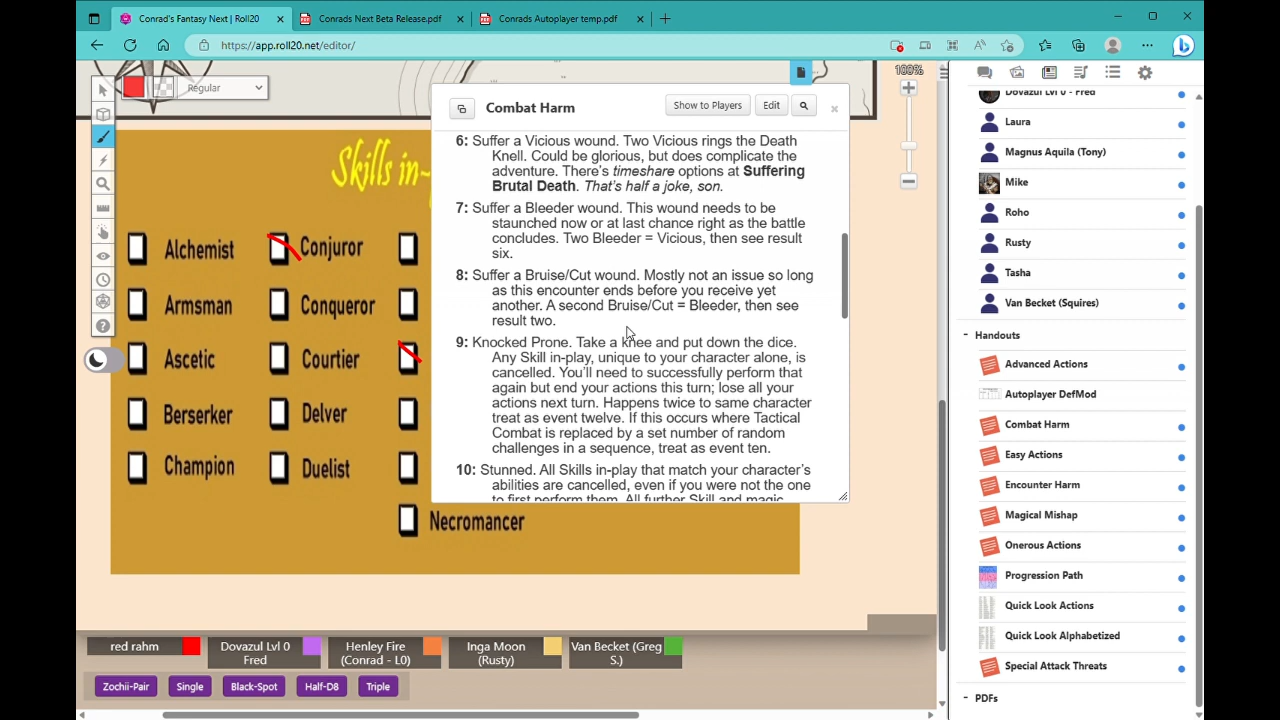 Conrad's Fantasy Next | Roll20
Conrads Next Beta Release.pdf
Conrads Autoplayer temp.pdf
https://app.roll20.net/editor/
Regular
100%
Combat Harm
Show to Players
Edit
Skills in-
Alchemist
Conjuror
Armsman
Conqueror
Ascetic
Courtier
Berserker
Delver
Champion
Duelist
Necromancer
6: Suffer a Vicious wound. Two Vicious rings the Death
Knell. Could be glorious, but does complicate the
adventure. There's timeshare options at Suffering
Brutal Death. That's half a joke, son.
7: Suffer a Bleeder wound. This wound needs to be
staunched now or at last chance right as the battle
concludes. Two Bleeder = Vicious, then see result
six.
8: Suffer a Bruise/Cut wound. Mostly not an issue so long
as this encounter ends before you receive yet
another. A second Bruise/Cut = Bleeder, then see
result two.
9: Knocked Prone. Take a knee and put down the dice.
Any Skill in-play, unique to your character alone, is
cancelled. You'll need to successfully perform that
again but end your actions this turn; lose all your
actions next turn. Happens twice to same character
treat as event twelve. If this occurs where Tactical
Combat is replaced by a set number of random
challenges in a sequence, treat as event ten.
10: Stunned. All Skills in-play that match your character's
abilities are cancelled, even if you were not the one
to first perform them. All further Skill and magic
Dovazul Lvl 0 - Fred
Laura
Magnus Aquila (Tony)
Mike
Roho
Rusty
Tasha
Van Becket (Squires)
Handouts
Advanced Actions
Autoplayer DefMod
Combat Harm
Easy Actions
Encounter Harm
Magical Mishap
Onerous Actions
Progression Path
Quick Look Actions
Quick Look Alphabetized
Special Attack Threats
PDFs
red rahm
Dovazul Lvl 0
Fred
Henley Fire
(Conrad - L0)
Inga Moon
(Rusty)
Van Becket (Greg
S.)
Zochii-Pair
Single
Black-Spot
Half-D8
Triple